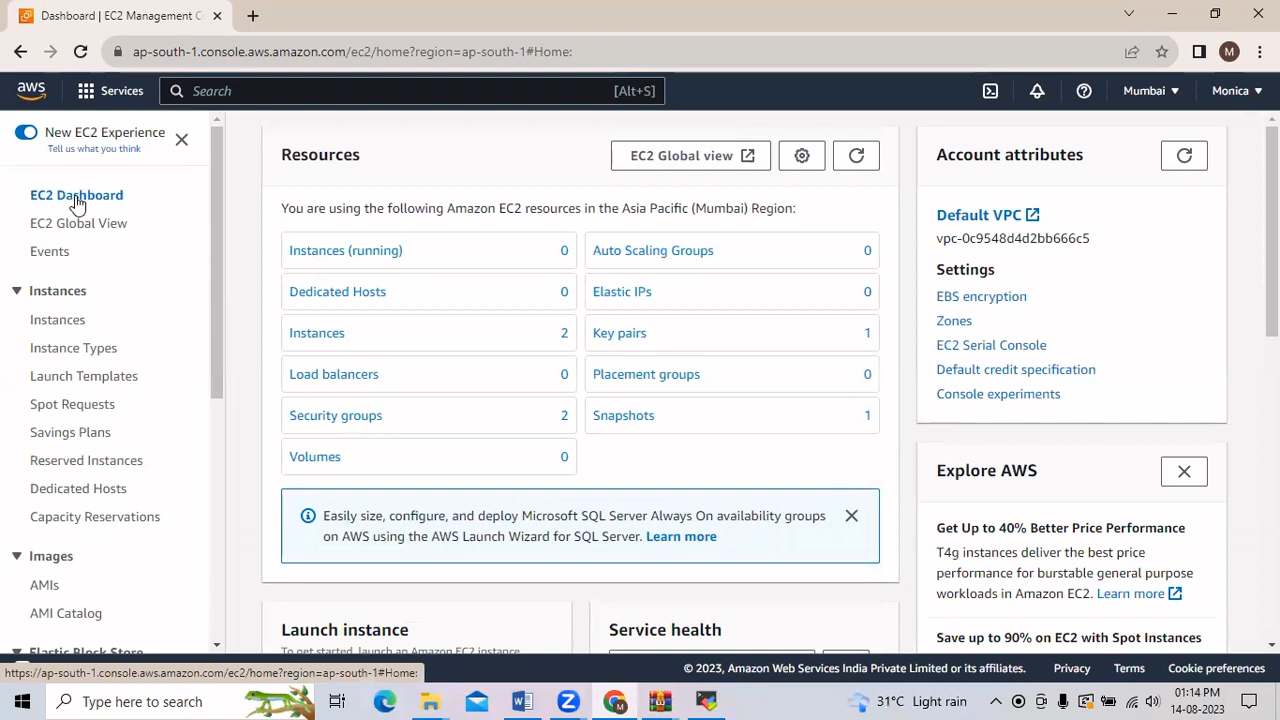 Dashboard | EC2 Management C
ap-south-1.console.aws.amazon.com/ec2/home?region=ap-south-1#Home:
M
aws
Services
Search
[Alt+S]
Mumbai
Monica
New EC2 Experience
Tell us what you think
EC2 Dashboard
EC2 Global View
Events
Instances
Instances
Instance Types
Launch Templates
Spot Requests
Savings Plans
Reserved Instances
Dedicated Hosts
Capacity Reservations
Images
AMIs
AMI Catalog
Elastic Block Store
Resources
EC2 Global view
You are using the following Amazon EC2 resources in the Asia Pacific (Mumbai) Region:
Instances (running) 0
Auto Scaling Groups 0
Dedicated Hosts 0
Elastic IPs 0
Instances 2
Key pairs 1
Load balancers 0
Placement groups 0
Security groups 2
Snapshots 1
Volumes 0
Easily size, configure, and deploy Microsoft SQL Server Always On availability groups
on AWS using the AWS Launch Wizard for SQL Server. Learn more
Launch instance
To get started, launch an Amazon EC2 instance
Service health
Account attributes
Default VPC
vpc-0c9548d4d2bb666c5
Settings
EBS encryption
Zones
EC2 Serial Console
Default credit specification
Console experiments
Explore AWS
Get Up to 40% Better Price Performance
T4g instances deliver the best price
performance for burstable general purpose
workloads in Amazon EC2. Learn more
Save up to 90% on EC2 with Spot Instances
https://ap-south-1.console.aws.amazon.com/ec2/home?region=ap-south-1#Home:
© 2023, Amazon Web Services India Private Limited or its affiliates.
Privacy
Terms
Cookie preferences
Type here to search
31°C Light rain
01:14 PM
14-08-2023